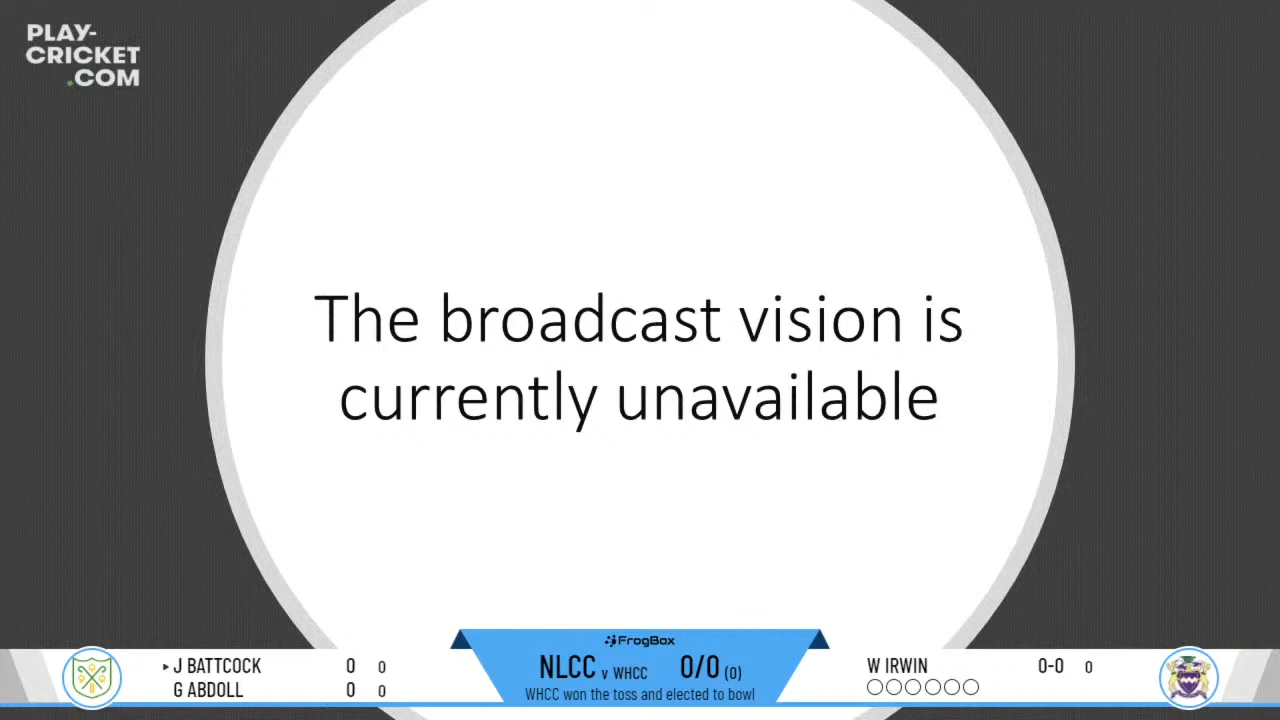 PLAY-
CRICKET
.COM
The broadcast vision is
currently unavailable
FrogBox
J BATTCOCK 0 0
G ABDOLL 0 0
NLCC v WHCC 0/0 (0)
WHCC won the toss and elected to bowl
W IRWIN 0-0 0